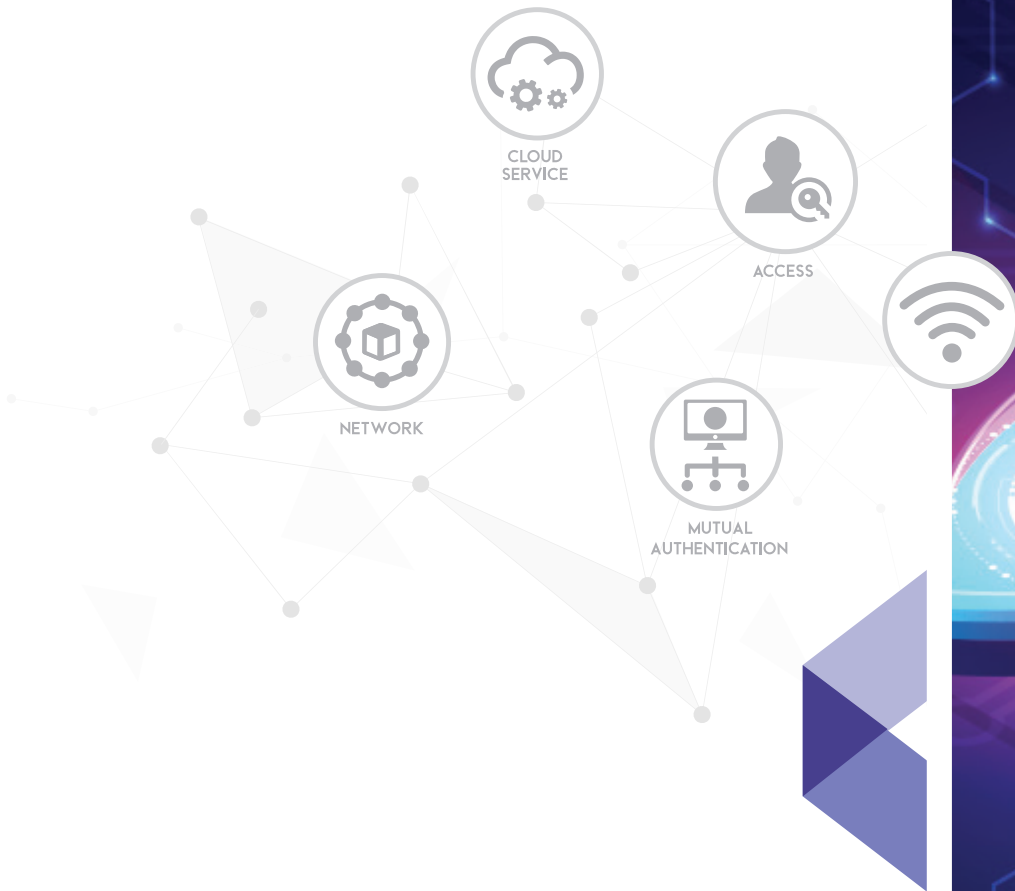 CLOUD
SERVICE
ACCESS
NETWORK
MUTUAL
AUTHENTICATION